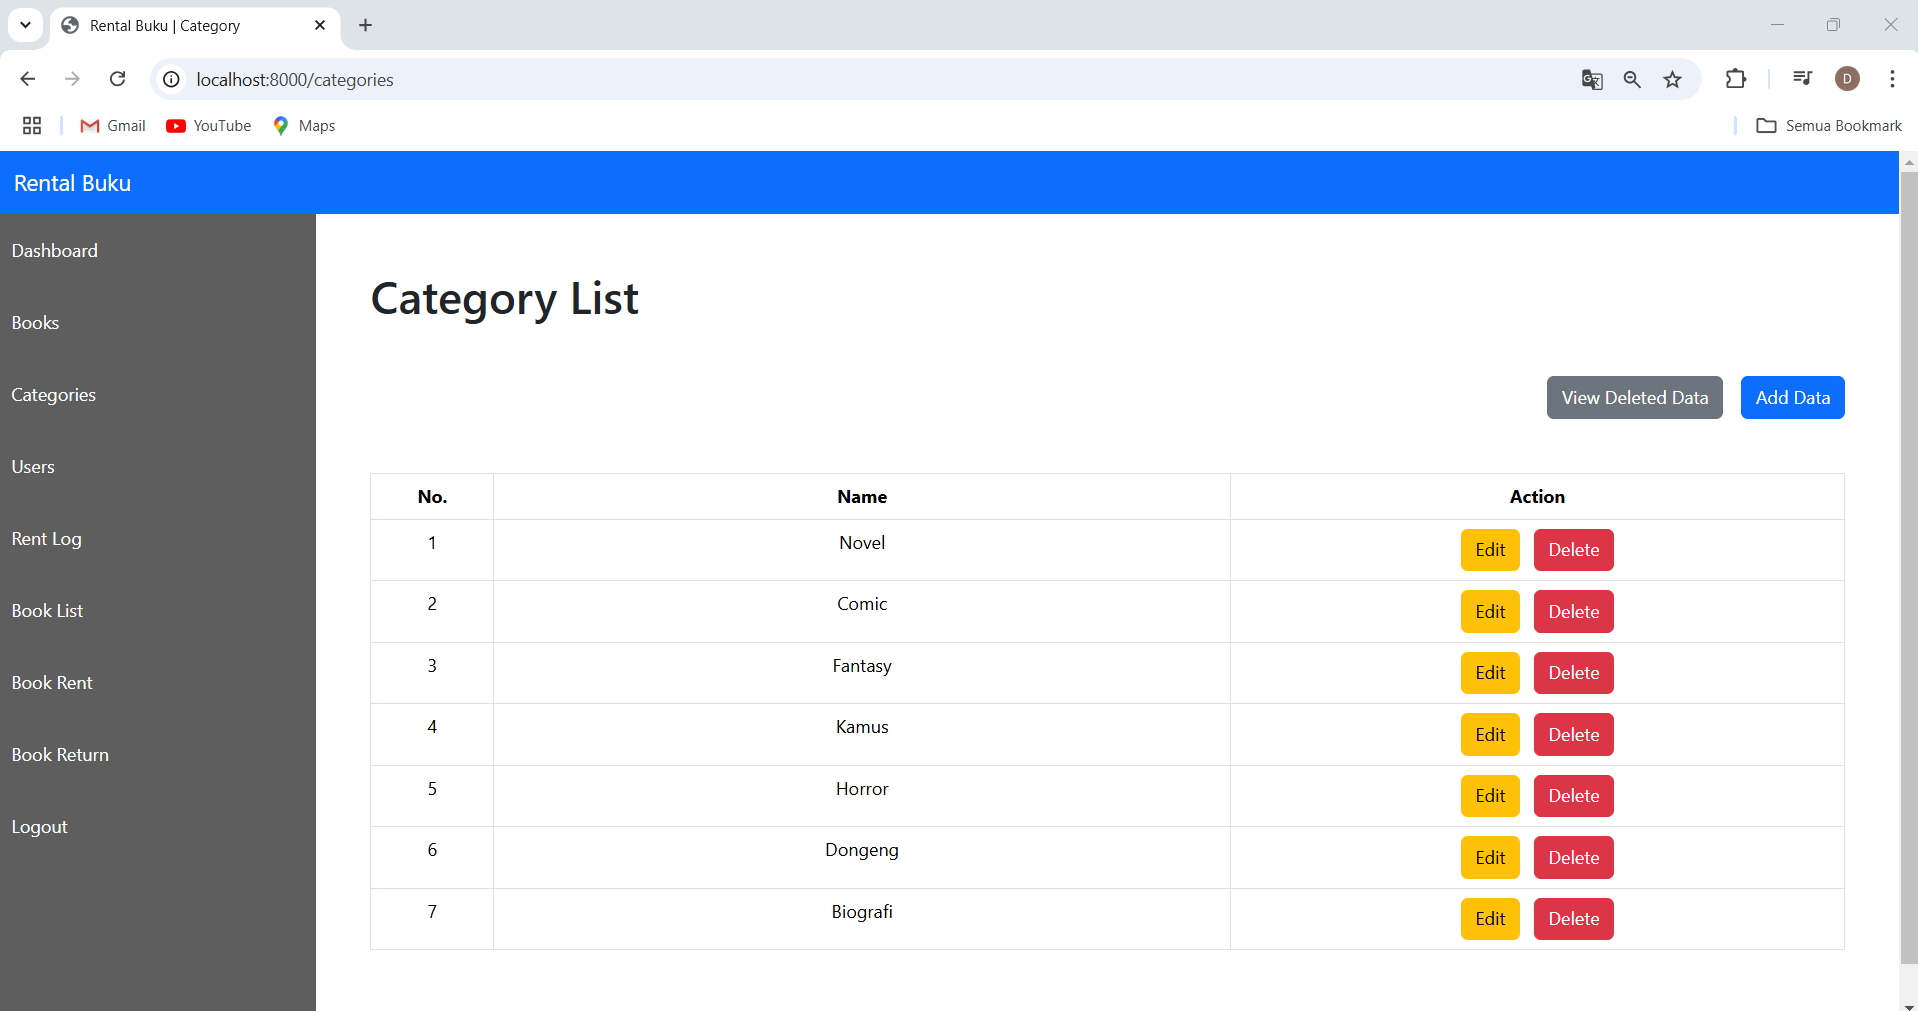 Rental Buku | Category
localhost:8000/categories
D
Gmail YouTube Maps Semua Bookmark
Rental Buku
Dashboard
Books
Categories
Users
Rent Log
Book List
Book Rent
Book Return
Logout
Category List
View Deleted Data Add Data
No. Name Action
1 Novel Edit Delete
2 Comic Edit Delete
3 Fantasy Edit Delete
4 Kamus Edit Delete
5 Horror Edit Delete
6 Dongeng Edit Delete
7 Biografi Edit Delete